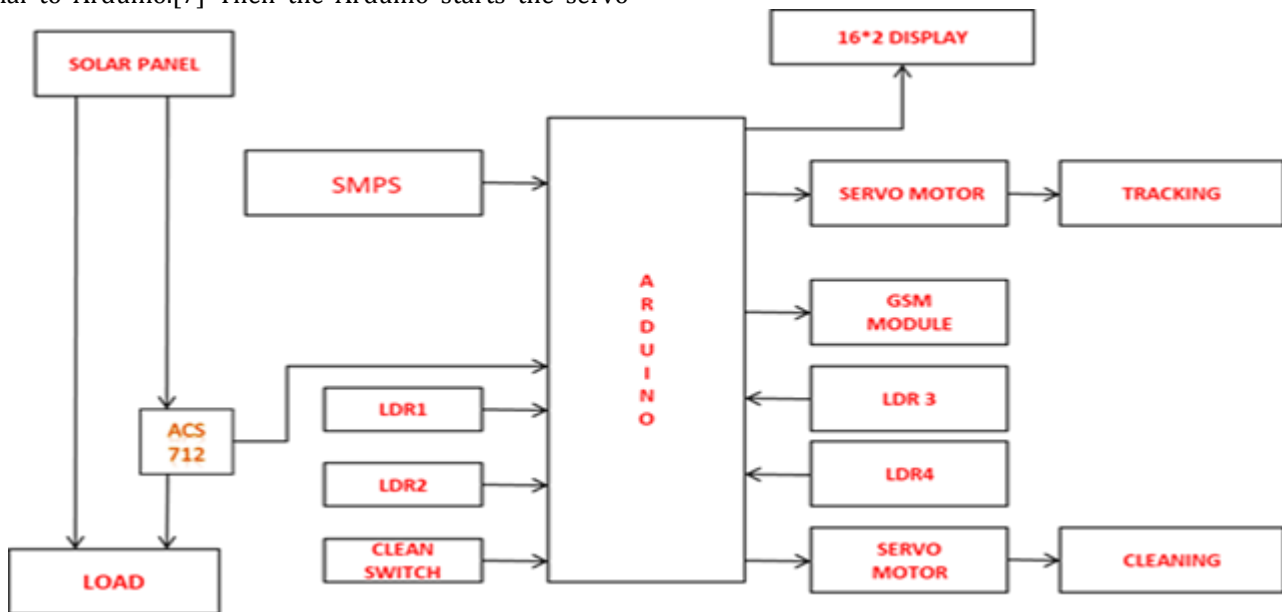 to Arduino.[7] Then the Arduino starts the servo
16*2 DISPLAY
SOLAR PANEL
SMPS
SERVO MOTOR
TRACKING
A
R
D
U
I
N
O
GSM
MODULE
LDR1
LDR 3
ACS
712
LDR2
LDR4
CLEAN
SWITCH
SERVO
MOTOR
CLEANING
LOAD